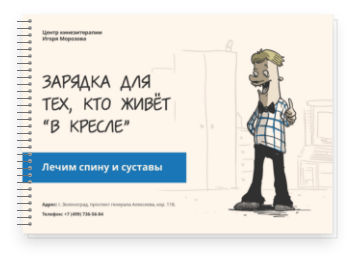 Центр кинезитерапии
Игоря Морозова
ЗАРЯДКА ДЛЯ
ТЕХ, КТО ЖИВЁТ
"В КРЕСЛЕ"
Лечим спину и суставы
Адрес: г. Зеленоград, проспект генерала Алексеева, кор. 119.
Телефон: +7 (499) 736-56-64